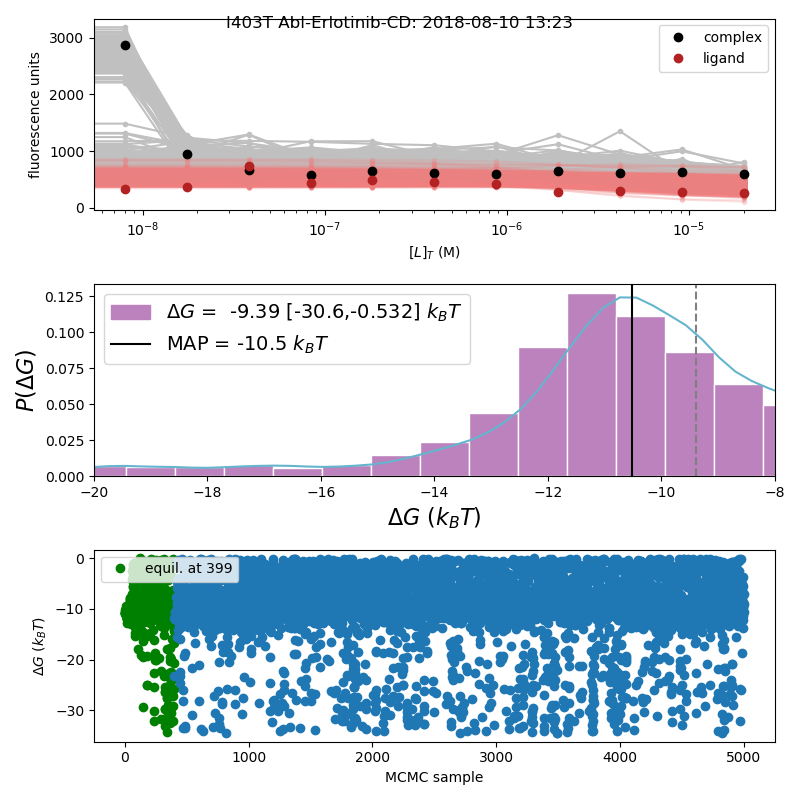 I403T Abl-Erlotinib-CD: 2018-08-10 13:23
fluorescence units
3000
2000
1000
0
complex
ligand
10⁻⁸ 10⁻⁷ 10⁻⁶ 10⁻⁵
[L]_T (M)
P(ΔG)
0.125
0.100
0.075
0.050
0.025
0.000
ΔG = -9.39 [-30.6,-0.532] k_BT
MAP = -10.5 k_BT
−20 −18 −16 −14 −12 −10 −8
ΔG (k_BT)
ΔG (k_BT)
0
−10
−20
−30
equil. at 399
0 1000 2000 3000 4000 5000
MCMC sample